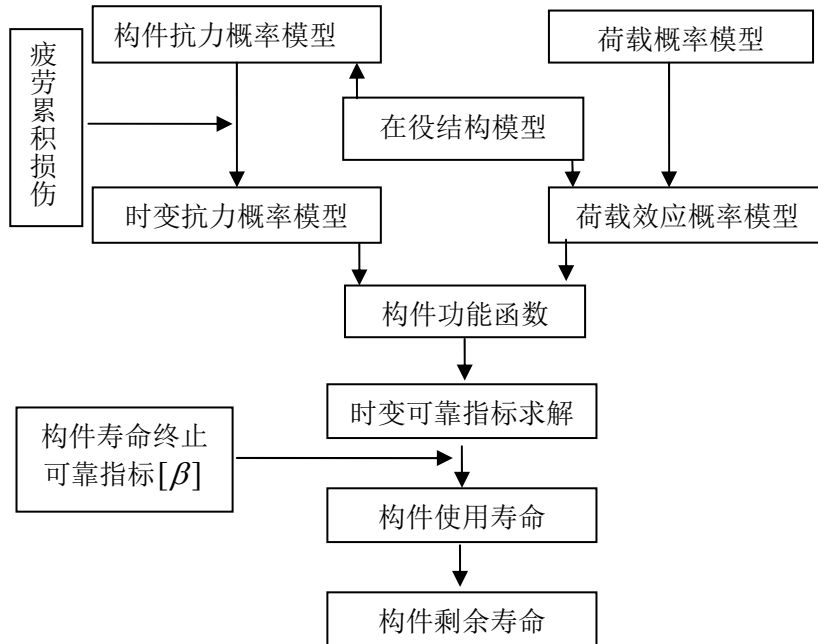 构件抗力概率模型
荷载概率模型
疲劳累积损伤
在役结构模型
时变抗力概率模型
荷载效应概率模型
构件功能函数
时变可靠指标求解
构件寿命终止
可靠指标[β]
构件使用寿命
构件剩余寿命